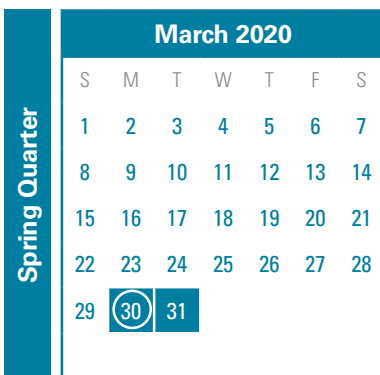 Spring Quarter
March 2020
S M T W T F S
1 2 3 4 5 6 7
8 9 10 11 12 13 14
15 16 17 18 19 20 21
22 23 24 25 26 27 28
29 30 31